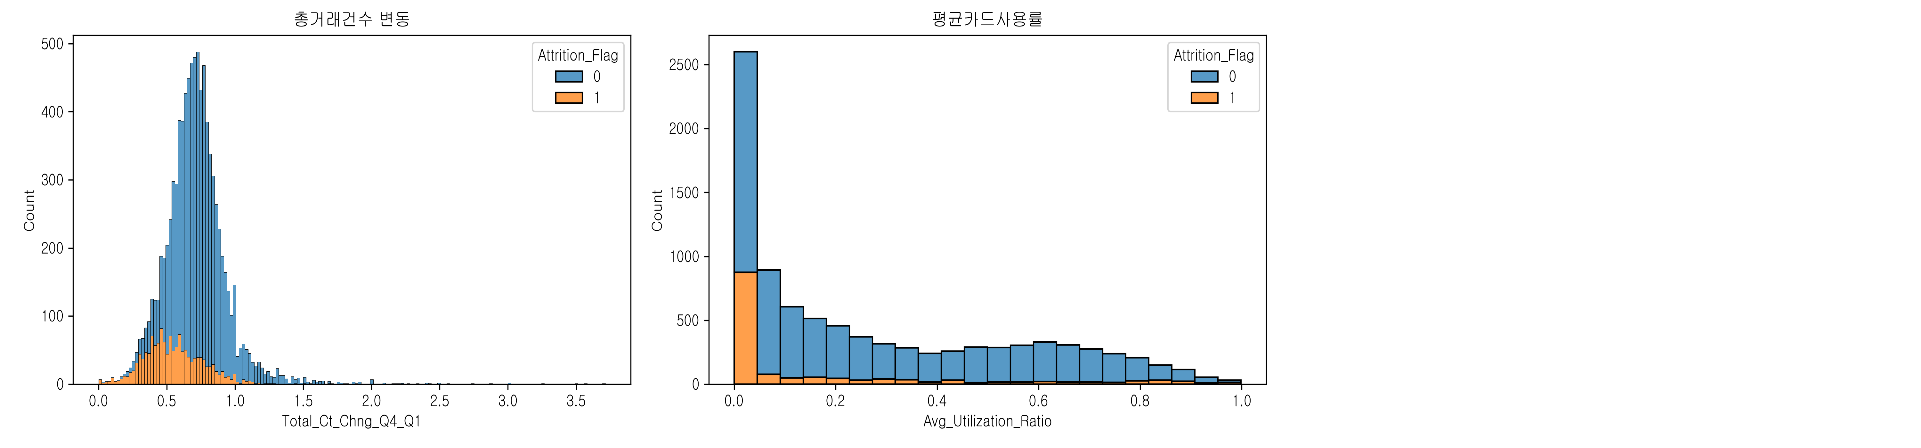 총거래건수 변동
Attrition_Flag
0
1
500
400
300
200
100
0
Count
0.0 0.5 1.0 1.5 2.0 2.5 3.0 3.5
Total_Ct_Chng_Q4_Q1
평균카드사용률
Attrition_Flag
0
1
2500
2000
1500
1000
500
0
Count
0.0 0.2 0.4 0.6 0.8 1.0
Avg_Utilization_Ratio